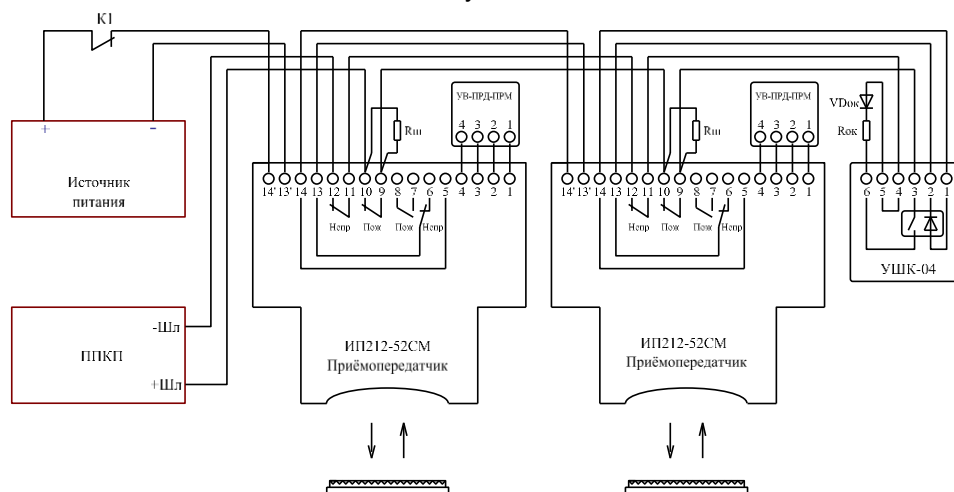 К1
+ -
Источник
питания
ППКП
-Шл
+Шл
Rш
УВ-ПРД-ПРМ
4 3 2 1
14' 13' 14 13 12 11 10 9 8 7 6 5 4 3 2 1
Непр Пож Пож Непр
ИП212-52СМ
Приёмопередатчик
Rш
УВ-ПРД-ПРМ
4 3 2 1
14' 13' 14 13 12 11 10 9 8 7 6 5 4 3 2 1
Непр Пож Пож Непр
ИП212-52СМ
Приёмопередатчик
VDок
Rок
6 5 4 3 2 1
УШК-04